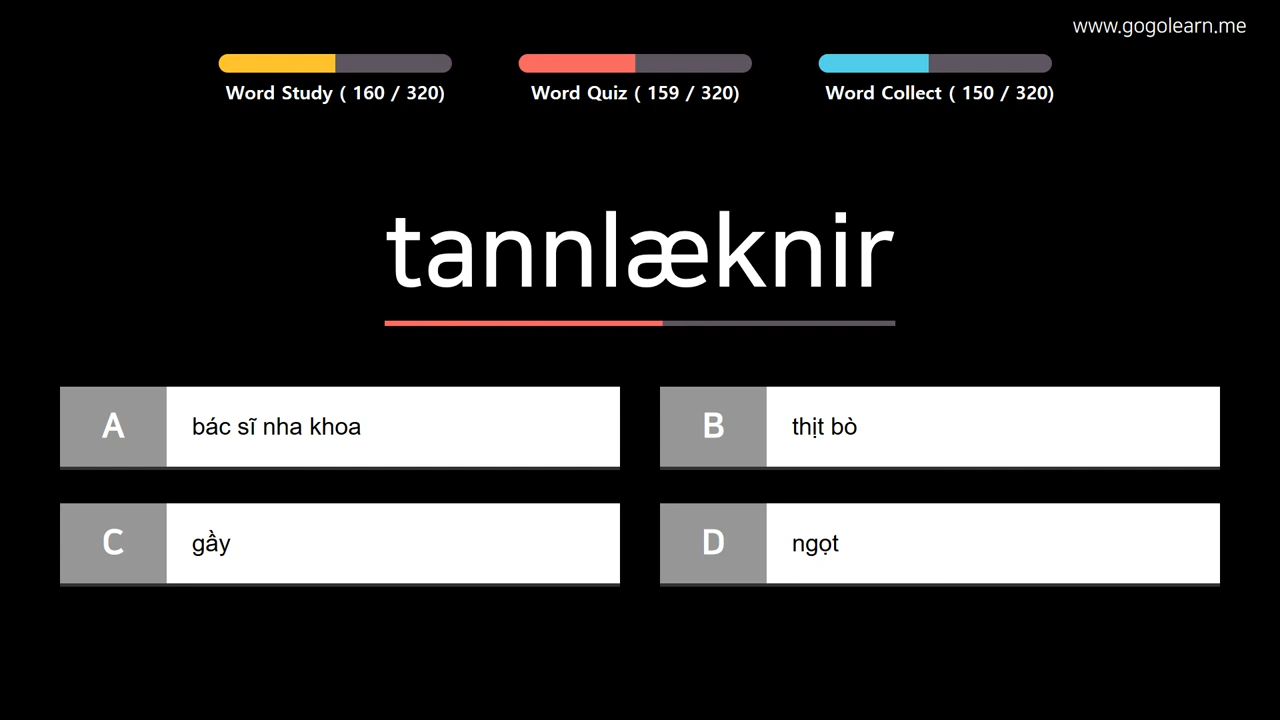 www.gogolearn.me
Word Study ( 160 / 320)
Word Quiz ( 159 / 320)
Word Collect ( 150 / 320)
tannlæknir
A bác sĩ nha khoa
B thịt bò
C gầy
D ngọt